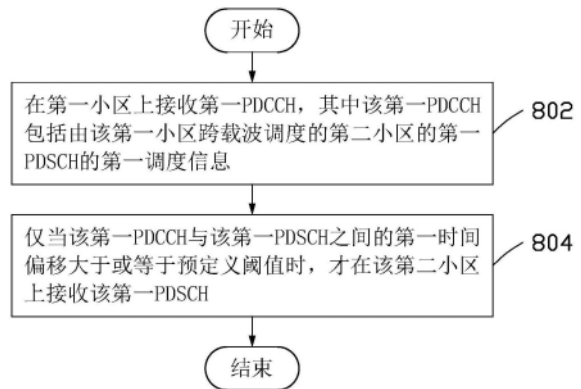 开始
在第一小区上接收第一PDCCH，其中该第一PDCCH
包括由该第一小区跨载波调度的第二小区的第一
PDSCH的第一调度信息
802
仅当该第一PDCCH与该第一PDSCH之间的第一时间
偏移大于或等于预定义阈值时，才在该第二小区
上接收该第一PDSCH
804
结束